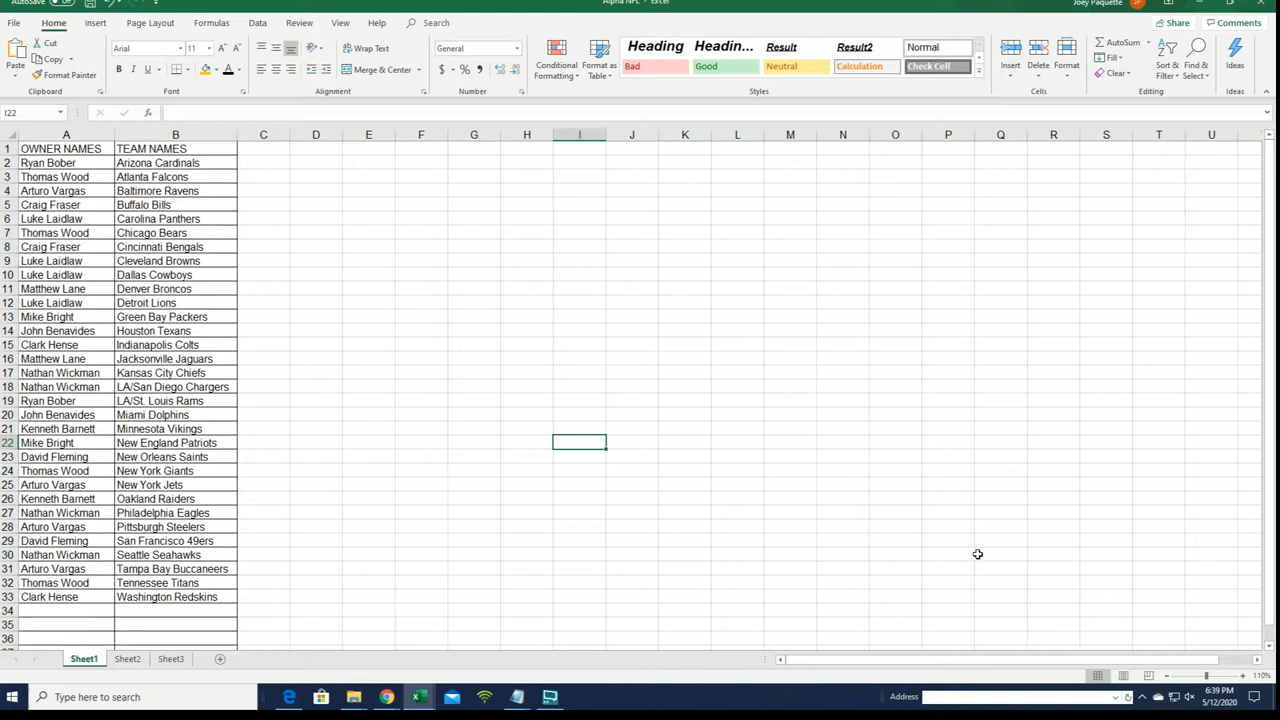 AutoSave Off Alpha NFL - Excel Joey Paquette JP
File Home Insert Page Layout Formulas Data Review View Help Search Share Comments
Paste Cut Copy Format Painter Arial 11 A A B I U A Wrap Text Merge & Center General $ % Conditional Formatting Format as Table Heading Headin... Result Result2 Normal Bad Good Neutral Calculation Check Cell Insert Delete Format AutoSum Fill Clear Sort & Filter Find & Select Ideas
Clipboard Font Alignment Number Styles Cells Editing Ideas
I22 fx
A B C D E F G H I J K L M N O P Q R S T U
1 OWNER NAMES TEAM NAMES
2 Ryan Bober Arizona Cardinals
3 Thomas Wood Atlanta Falcons
4 Arturo Vargas Baltimore Ravens
5 Craig Fraser Buffalo Bills
6 Luke Laidlaw Carolina Panthers
7 Thomas Wood Chicago Bears
8 Craig Fraser Cincinnati Bengals
9 Luke Laidlaw Cleveland Browns
10 Luke Laidlaw Dallas Cowboys
11 Matthew Lane Denver Broncos
12 Luke Laidlaw Detroit Lions
13 Mike Bright Green Bay Packers
14 John Benavides Houston Texans
15 Clark Hense Indianapolis Colts
16 Matthew Lane Jacksonville Jaguars
17 Nathan Wickman Kansas City Chiefs
18 Nathan Wickman LA/San Diego Chargers
19 Ryan Bober LA/St. Louis Rams
20 John Benavides Miami Dolphins
21 Kenneth Barnett Minnesota Vikings
22 Mike Bright New England Patriots
23 David Fleming New Orleans Saints
24 Thomas Wood New York Giants
25 Arturo Vargas New York Jets
26 Kenneth Barnett Oakland Raiders
27 Nathan Wickman Philadelphia Eagles
28 Arturo Vargas Pittsburgh Steelers
29 David Fleming San Francisco 49ers
30 Nathan Wickman Seattle Seahawks
31 Arturo Vargas Tampa Bay Buccaneers
32 Thomas Wood Tennessee Titans
33 Clark Hense Washington Redskins
34
35
36
Sheet1 Sheet2 Sheet3
110%
Type here to search Address 6:39 PM
5/12/2020